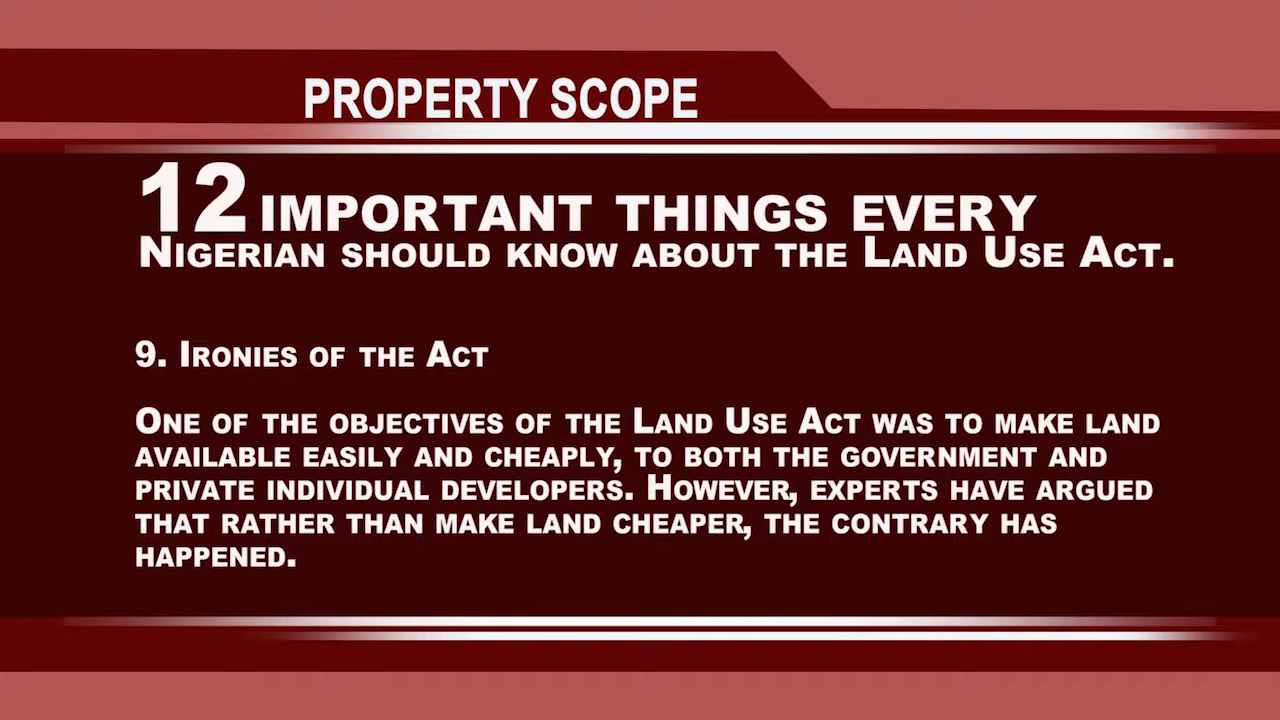 PROPERTY SCOPE
12 IMPORTANT THINGS EVERY
NIGERIAN SHOULD KNOW ABOUT THE LAND USE ACT.
9. IRONIES OF THE ACT
ONE OF THE OBJECTIVES OF THE LAND USE ACT WAS TO MAKE LAND
AVAILABLE EASILY AND CHEAPLY, TO BOTH THE GOVERNMENT AND
PRIVATE INDIVIDUAL DEVELOPERS. HOWEVER, EXPERTS HAVE ARGUED
THAT RATHER THAN MAKE LAND CHEAPER, THE CONTRARY HAS
HAPPENED.